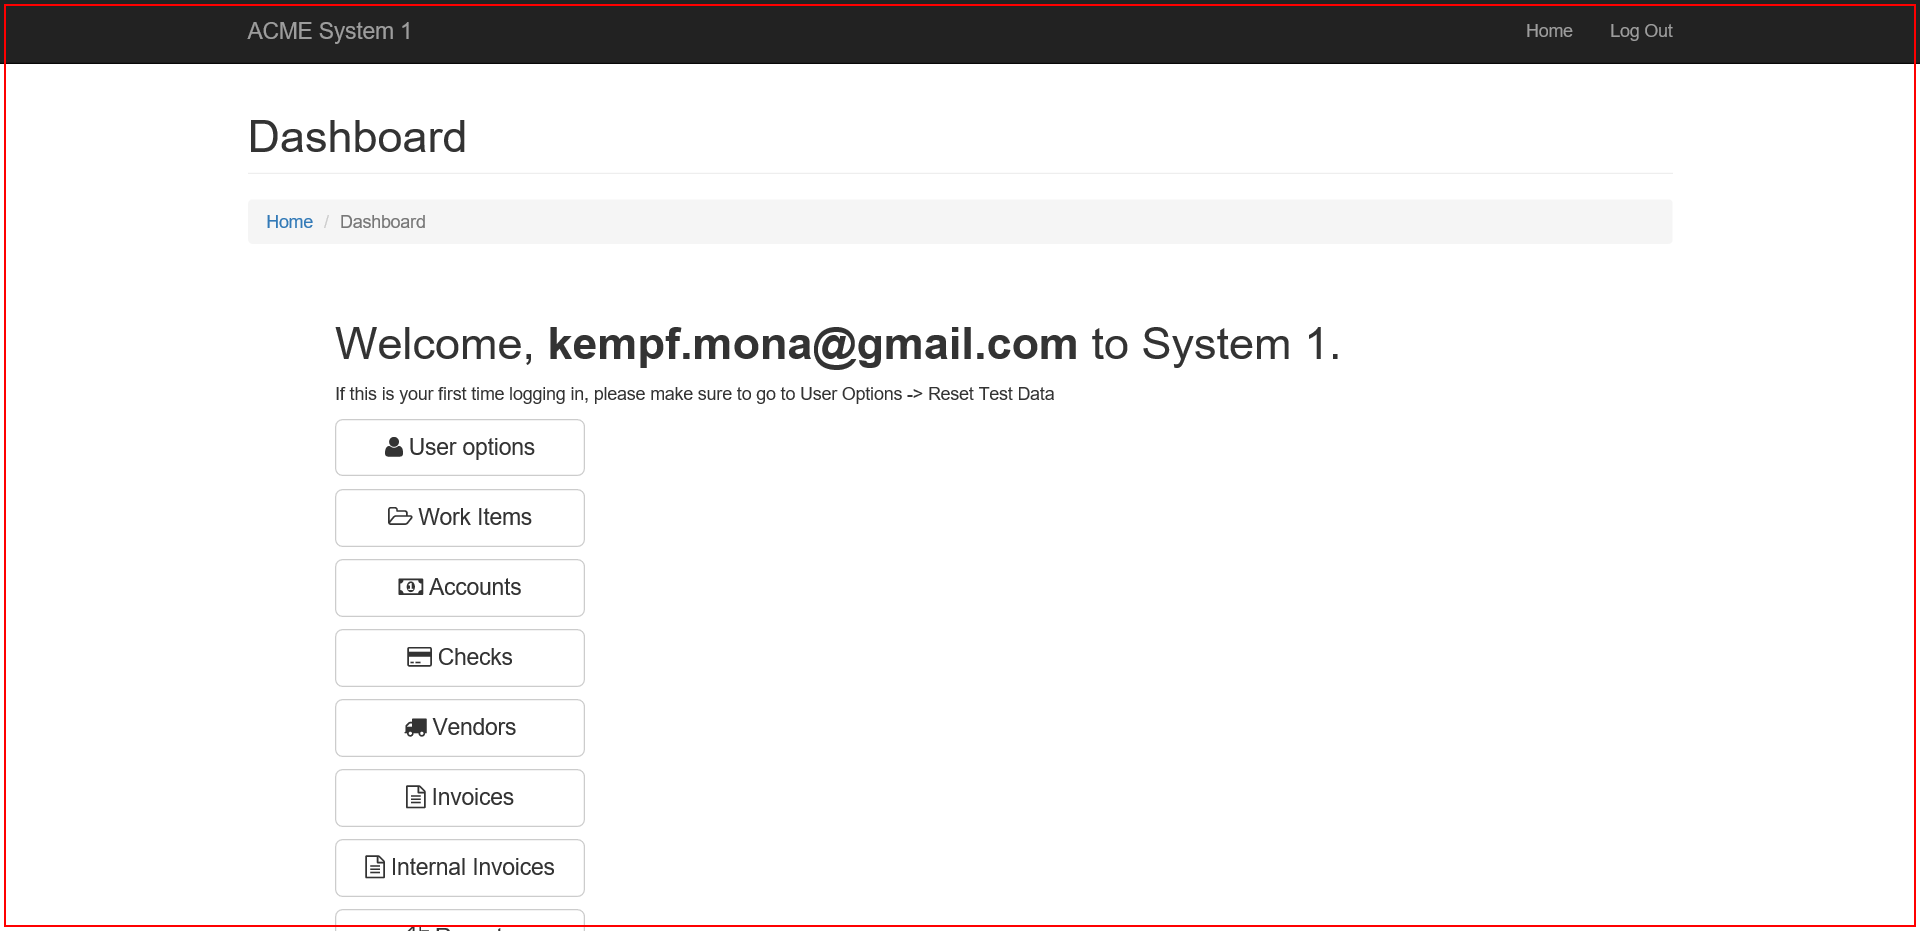 ACME System 1
Home
Log Out
Dashboard
Home / Dashboard
Welcome, kempf.mona@gmail.com to System 1.
If this is your first time logging in, please make sure to go to User Options -> Reset Test Data
User options
Work Items
Accounts
Checks
Vendors
Invoices
Internal Invoices